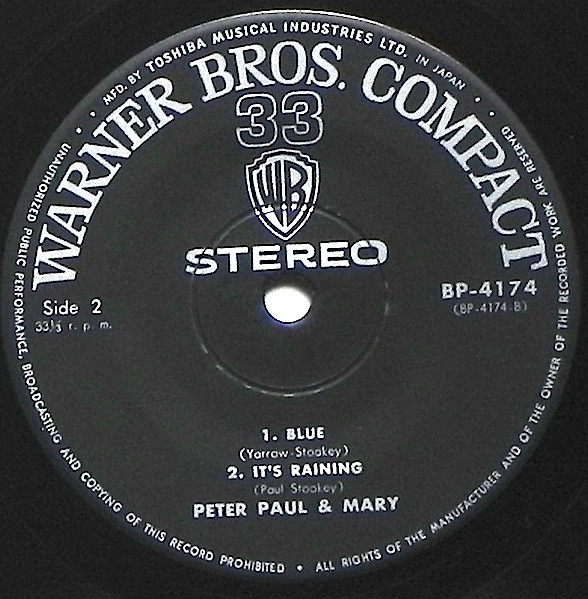 MFD. BY TOSHIBA MUSICAL INDUSTRIES LTD. IN JAPAN
WARNER BROS. COMPACT
33
WB
STEREO
Side 2
33⅓ r. p. m.
BP-4174
(BP-4174-B)
1. BLUE
(Yarrow-Stookey)
2. IT'S RAINING
(Paul Stookey)
PETER PAUL & MARY
UNAUTHORIZED PUBLIC PERFORMANCE, BROADCASTING AND COPYING OF THIS RECORD PROHIBITED • ALL RIGHTS OF THE MANUFACTURER AND OF THE OWNER OF THE RECORDED WORK ARE RESERVED